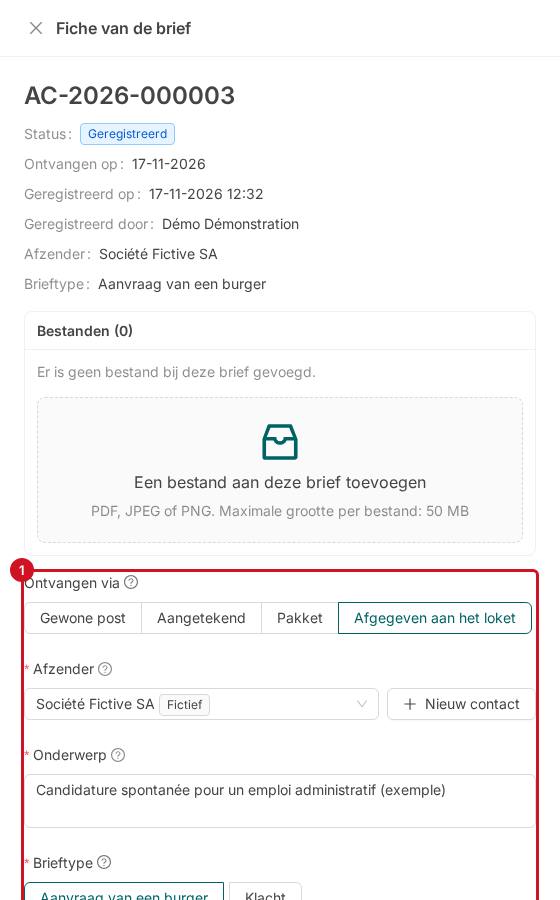 Fiche van de brief
AC-2026-000003
Status : Geregistreerd
Ontvangen op : 17-11-2026
Geregistreerd op : 17-11-2026 12:32
Geregistreerd door : Démo Démonstration
Afzender : Société Fictive SA
Brieftype : Aanvraag van een burger
Bestanden (0)
Er is geen bestand bij deze brief gevoegd.
Een bestand aan deze brief toevoegen
PDF, JPEG of PNG. Maximale grootte per bestand: 50 MB
1
Ontvangen via
Gewone post Aangetekend Pakket Afgegeven aan het loket
* Afzender
Société Fictive SA Fictief Nieuw contact
* Onderwerp
Candidature spontanée pour un emploi administratif (exemple)
* Brieftype
Aanvraag van een burger Klacht